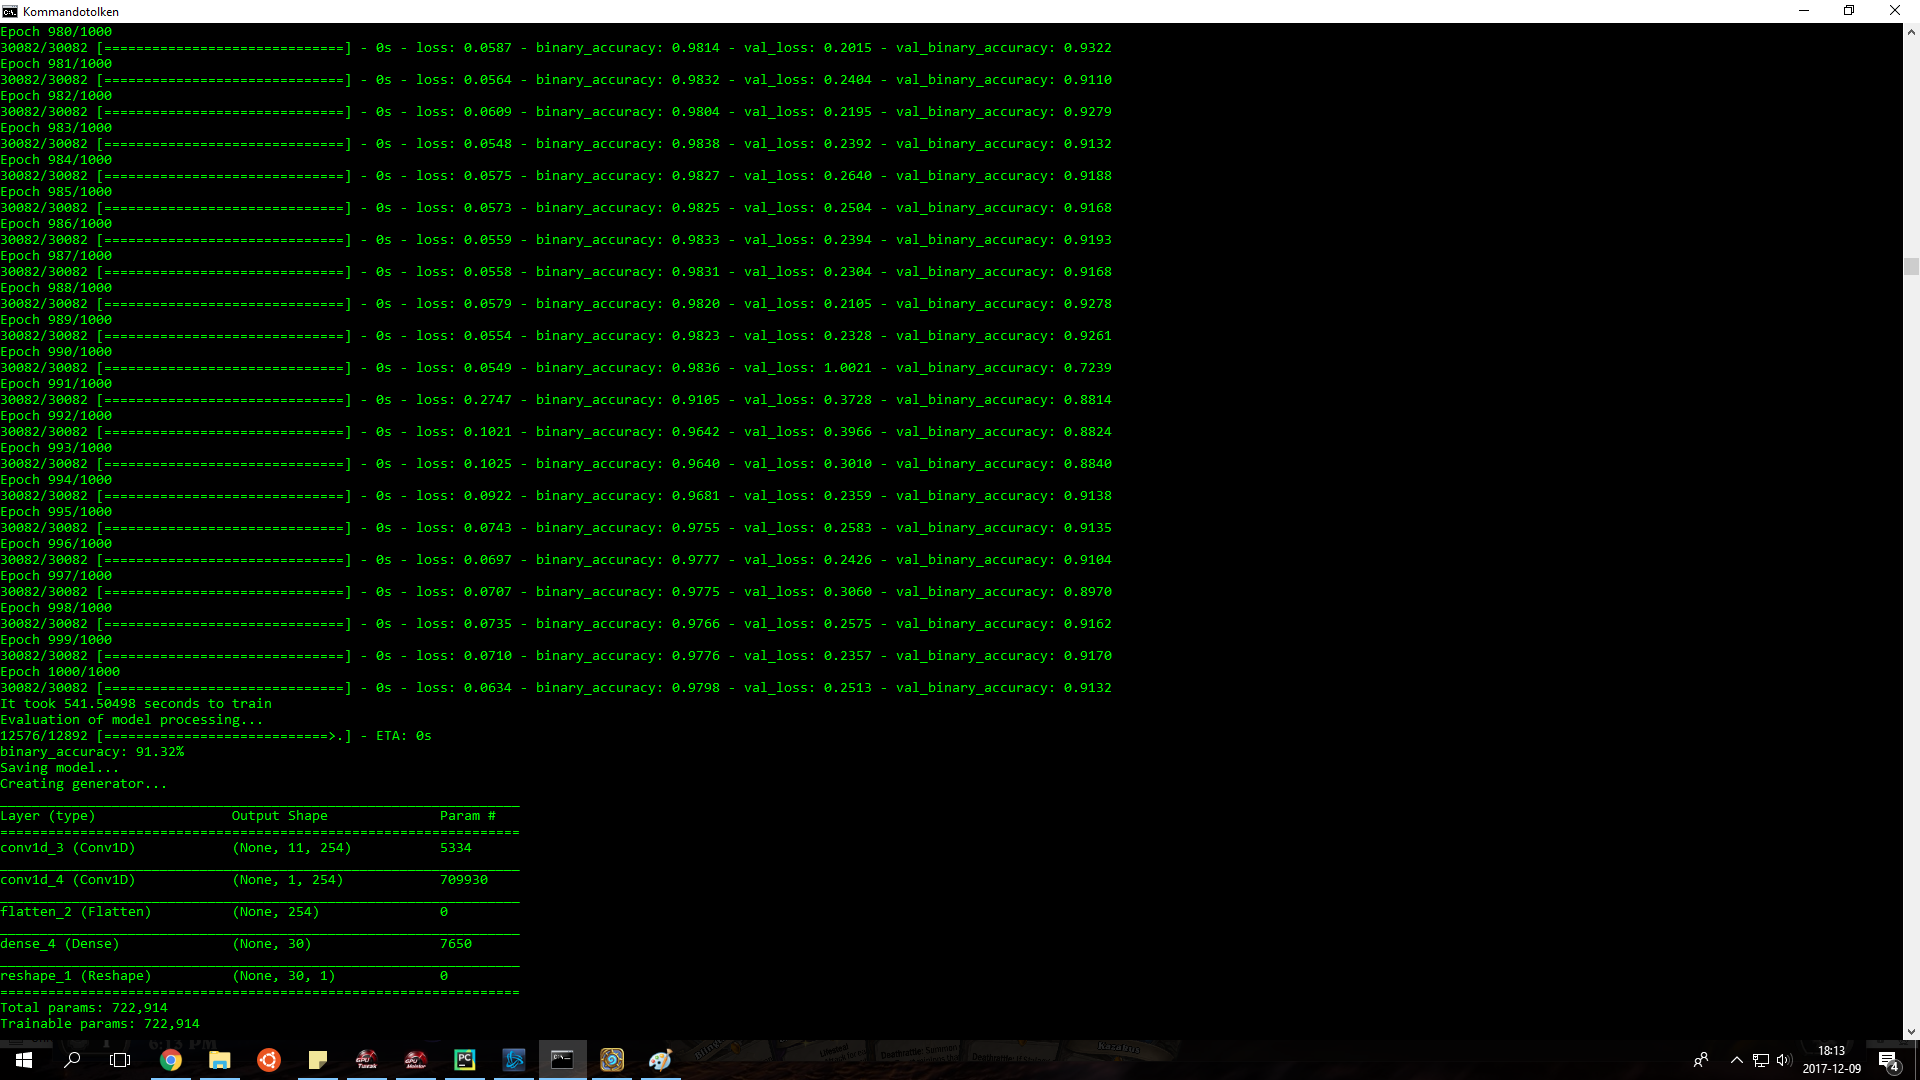 Kommandotolken
Epoch 980/1000
30082/30082 [==============================] - 0s - loss: 0.0587 - binary_accuracy: 0.9814 - val_loss: 0.2015 - val_binary_accuracy: 0.9322
Epoch 981/1000
30082/30082 [==============================] - 0s - loss: 0.0564 - binary_accuracy: 0.9832 - val_loss: 0.2404 - val_binary_accuracy: 0.9110
Epoch 982/1000
30082/30082 [==============================] - 0s - loss: 0.0609 - binary_accuracy: 0.9804 - val_loss: 0.2195 - val_binary_accuracy: 0.9279
Epoch 983/1000
30082/30082 [==============================] - 0s - loss: 0.0548 - binary_accuracy: 0.9838 - val_loss: 0.2392 - val_binary_accuracy: 0.9132
Epoch 984/1000
30082/30082 [==============================] - 0s - loss: 0.0575 - binary_accuracy: 0.9827 - val_loss: 0.2640 - val_binary_accuracy: 0.9188
Epoch 985/1000
30082/30082 [==============================] - 0s - loss: 0.0573 - binary_accuracy: 0.9825 - val_loss: 0.2504 - val_binary_accuracy: 0.9168
Epoch 986/1000
30082/30082 [==============================] - 0s - loss: 0.0559 - binary_accuracy: 0.9833 - val_loss: 0.2394 - val_binary_accuracy: 0.9193
Epoch 987/1000
30082/30082 [==============================] - 0s - loss: 0.0558 - binary_accuracy: 0.9831 - val_loss: 0.2304 - val_binary_accuracy: 0.9168
Epoch 988/1000
30082/30082 [==============================] - 0s - loss: 0.0579 - binary_accuracy: 0.9820 - val_loss: 0.2105 - val_binary_accuracy: 0.9278
Epoch 989/1000
30082/30082 [==============================] - 0s - loss: 0.0554 - binary_accuracy: 0.9823 - val_loss: 0.2328 - val_binary_accuracy: 0.9261
Epoch 990/1000
30082/30082 [==============================] - 0s - loss: 0.0549 - binary_accuracy: 0.9836 - val_loss: 1.0021 - val_binary_accuracy: 0.7239
Epoch 991/1000
30082/30082 [==============================] - 0s - loss: 0.2747 - binary_accuracy: 0.9105 - val_loss: 0.3728 - val_binary_accuracy: 0.8814
Epoch 992/1000
30082/30082 [==============================] - 0s - loss: 0.1021 - binary_accuracy: 0.9642 - val_loss: 0.3966 - val_binary_accuracy: 0.8824
Epoch 993/1000
30082/30082 [==============================] - 0s - loss: 0.1025 - binary_accuracy: 0.9640 - val_loss: 0.3010 - val_binary_accuracy: 0.8840
Epoch 994/1000
30082/30082 [==============================] - 0s - loss: 0.0922 - binary_accuracy: 0.9681 - val_loss: 0.2359 - val_binary_accuracy: 0.9138
Epoch 995/1000
30082/30082 [==============================] - 0s - loss: 0.0743 - binary_accuracy: 0.9755 - val_loss: 0.2583 - val_binary_accuracy: 0.9135
Epoch 996/1000
30082/30082 [==============================] - 0s - loss: 0.0697 - binary_accuracy: 0.9777 - val_loss: 0.2426 - val_binary_accuracy: 0.9104
Epoch 997/1000
30082/30082 [==============================] - 0s - loss: 0.0707 - binary_accuracy: 0.9775 - val_loss: 0.3060 - val_binary_accuracy: 0.8970
Epoch 998/1000
30082/30082 [==============================] - 0s - loss: 0.0735 - binary_accuracy: 0.9766 - val_loss: 0.2575 - val_binary_accuracy: 0.9162
Epoch 999/1000
30082/30082 [==============================] - 0s - loss: 0.0710 - binary_accuracy: 0.9776 - val_loss: 0.2357 - val_binary_accuracy: 0.9170
Epoch 1000/1000
30082/30082 [==============================] - 0s - loss: 0.0634 - binary_accuracy: 0.9798 - val_loss: 0.2513 - val_binary_accuracy: 0.9132
It took 541.50498 seconds to train
Evaluation of model processing...
12576/12892 [============================>.] - ETA: 0s
binary_accuracy: 91.32%
Saving model...
Creating generator...
_________________________________________________________________
Layer (type)                 Output Shape              Param #
=================================================================
conv1d_3 (Conv1D)            (None, 11, 254)           5334
_________________________________________________________________
conv1d_4 (Conv1D)            (None, 1, 254)            709930
_________________________________________________________________
flatten_2 (Flatten)          (None, 254)               0
_________________________________________________________________
dense_4 (Dense)              (None, 30)                7650
_________________________________________________________________
reshape_1 (Reshape)          (None, 30, 1)             0
=================================================================
Total params: 722,914
Trainable params: 722,914
6:13 Pm
18:13
2017-12-09
4